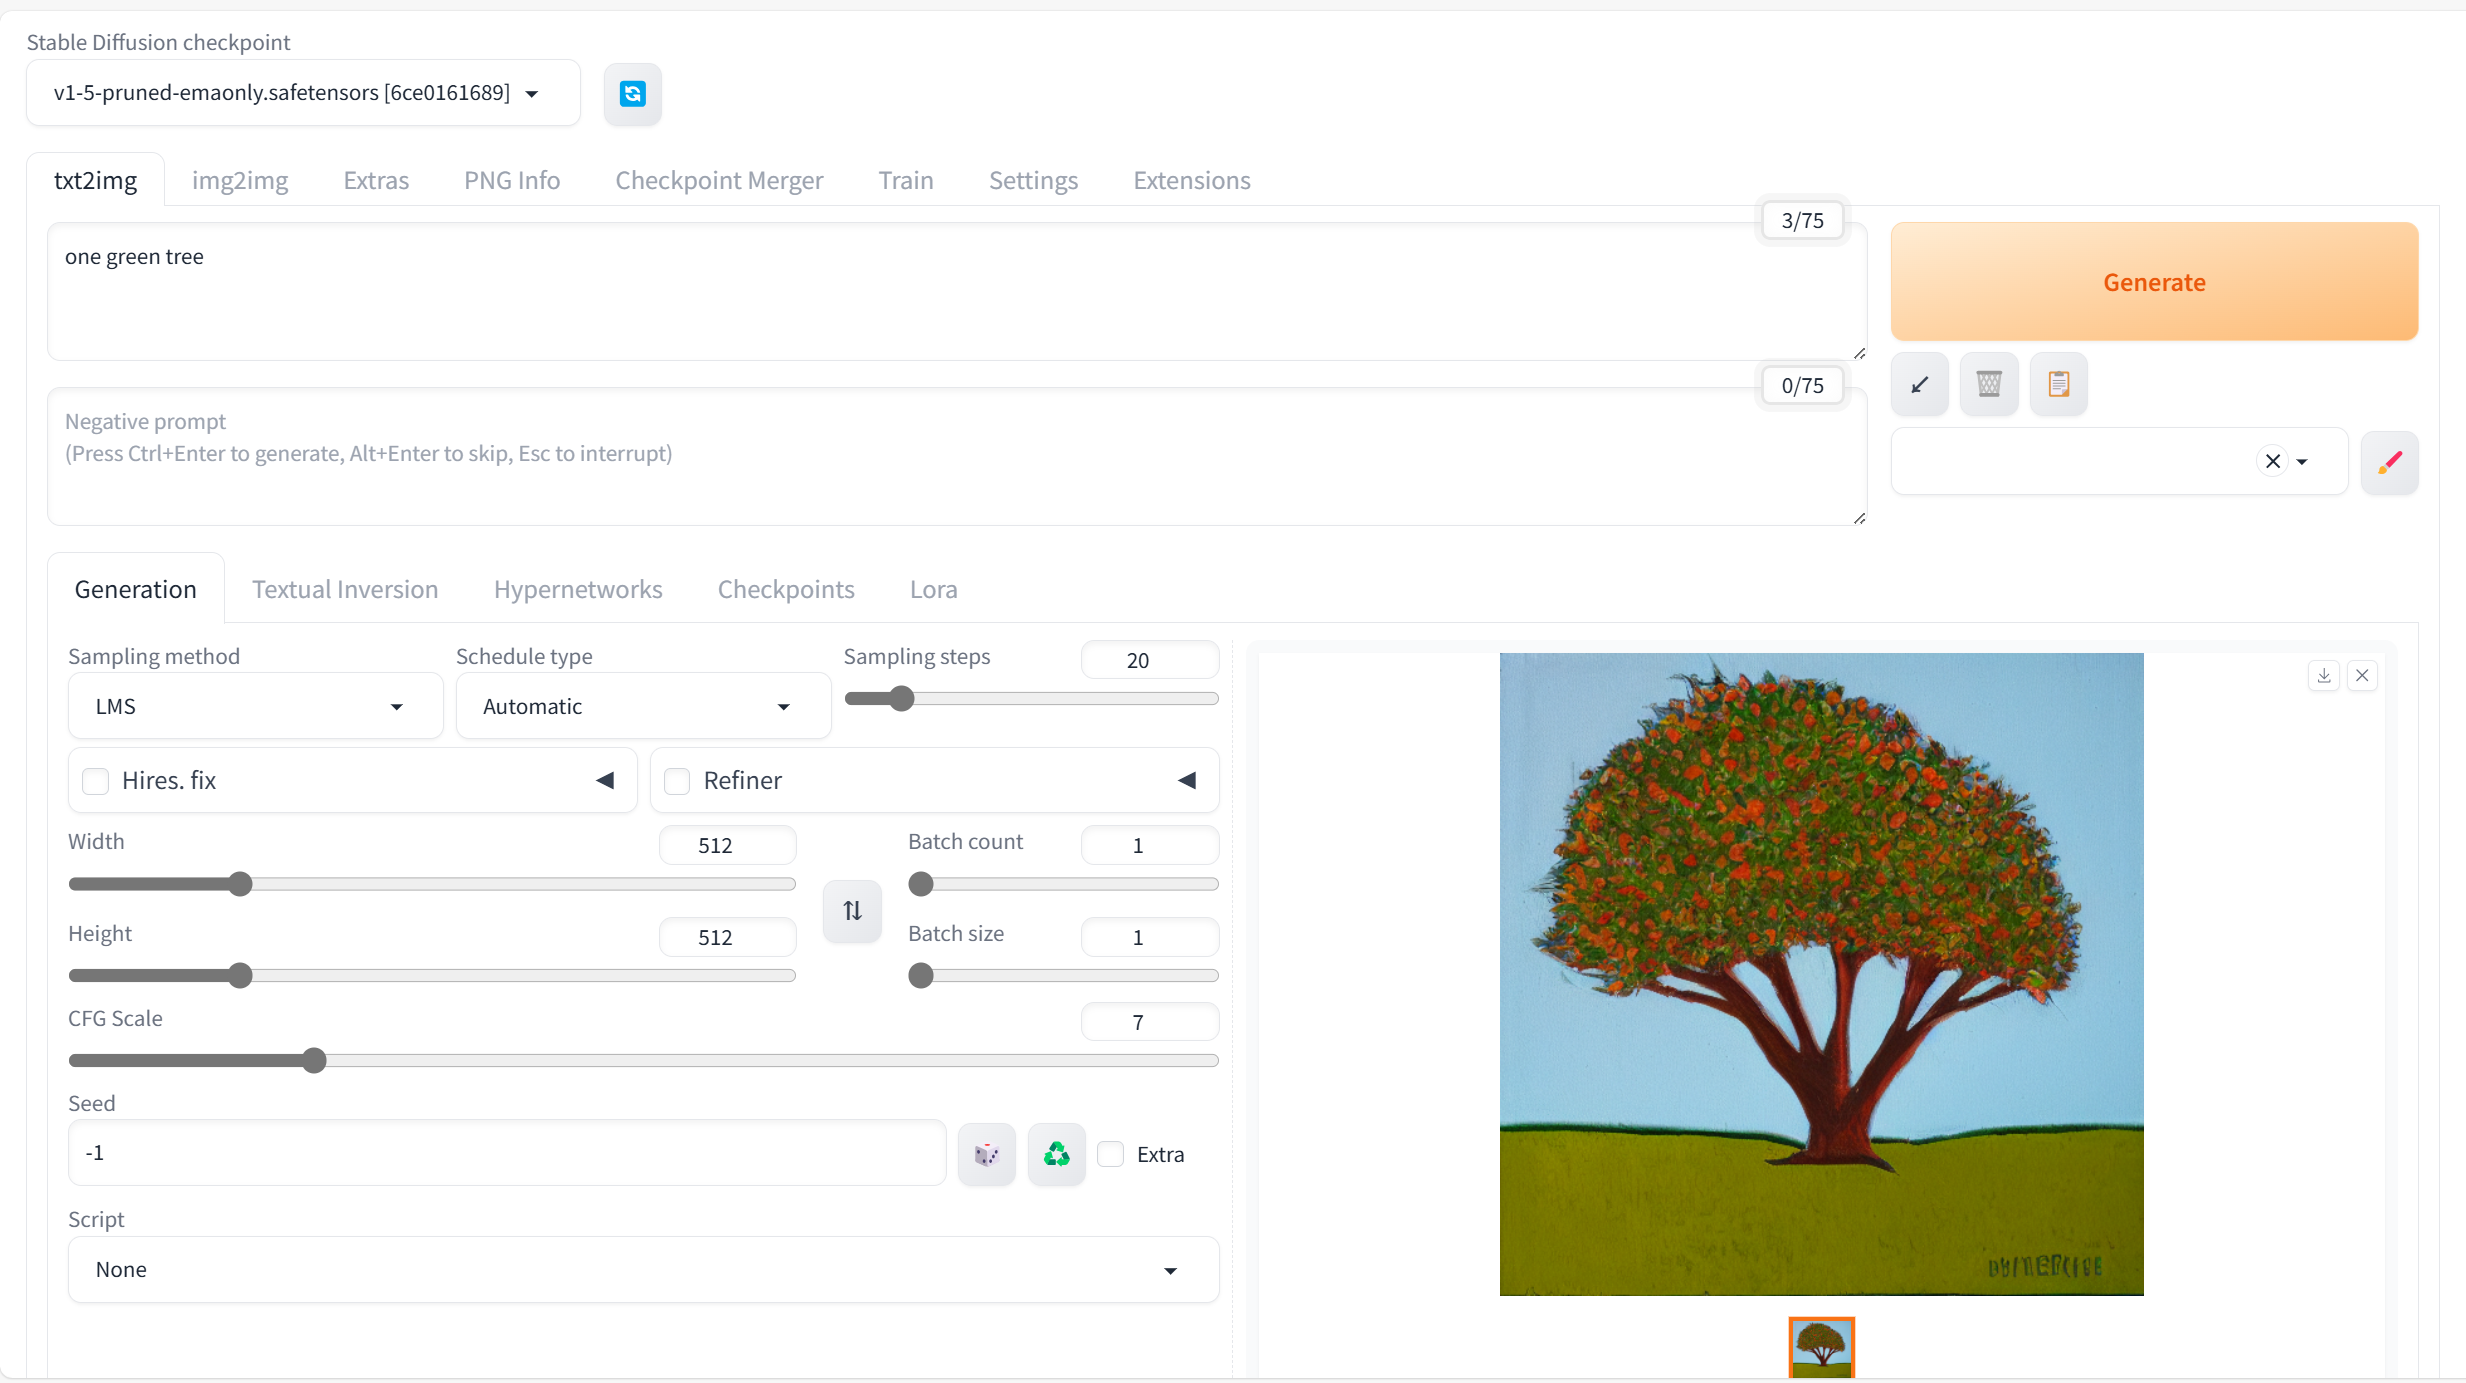 Stable Diffusion checkpoint
v1-5-pruned-emaonly.safetensors [6ce0161689]
txt2img img2img Extras PNG Info Checkpoint Merger Train Settings Extensions
3/75
one green tree
Generate
0/75
Negative prompt
(Press Ctrl+Enter to generate, Alt+Enter to skip, Esc to interrupt)
Generation Textual Inversion Hypernetworks Checkpoints Lora
Sampling method Schedule type Sampling steps 20
LMS Automatic
Hires. fix Refiner
Width 512 Batch count 1
Height 512 Batch size 1
CFG Scale 7
Seed
-1
Extra
Script
None